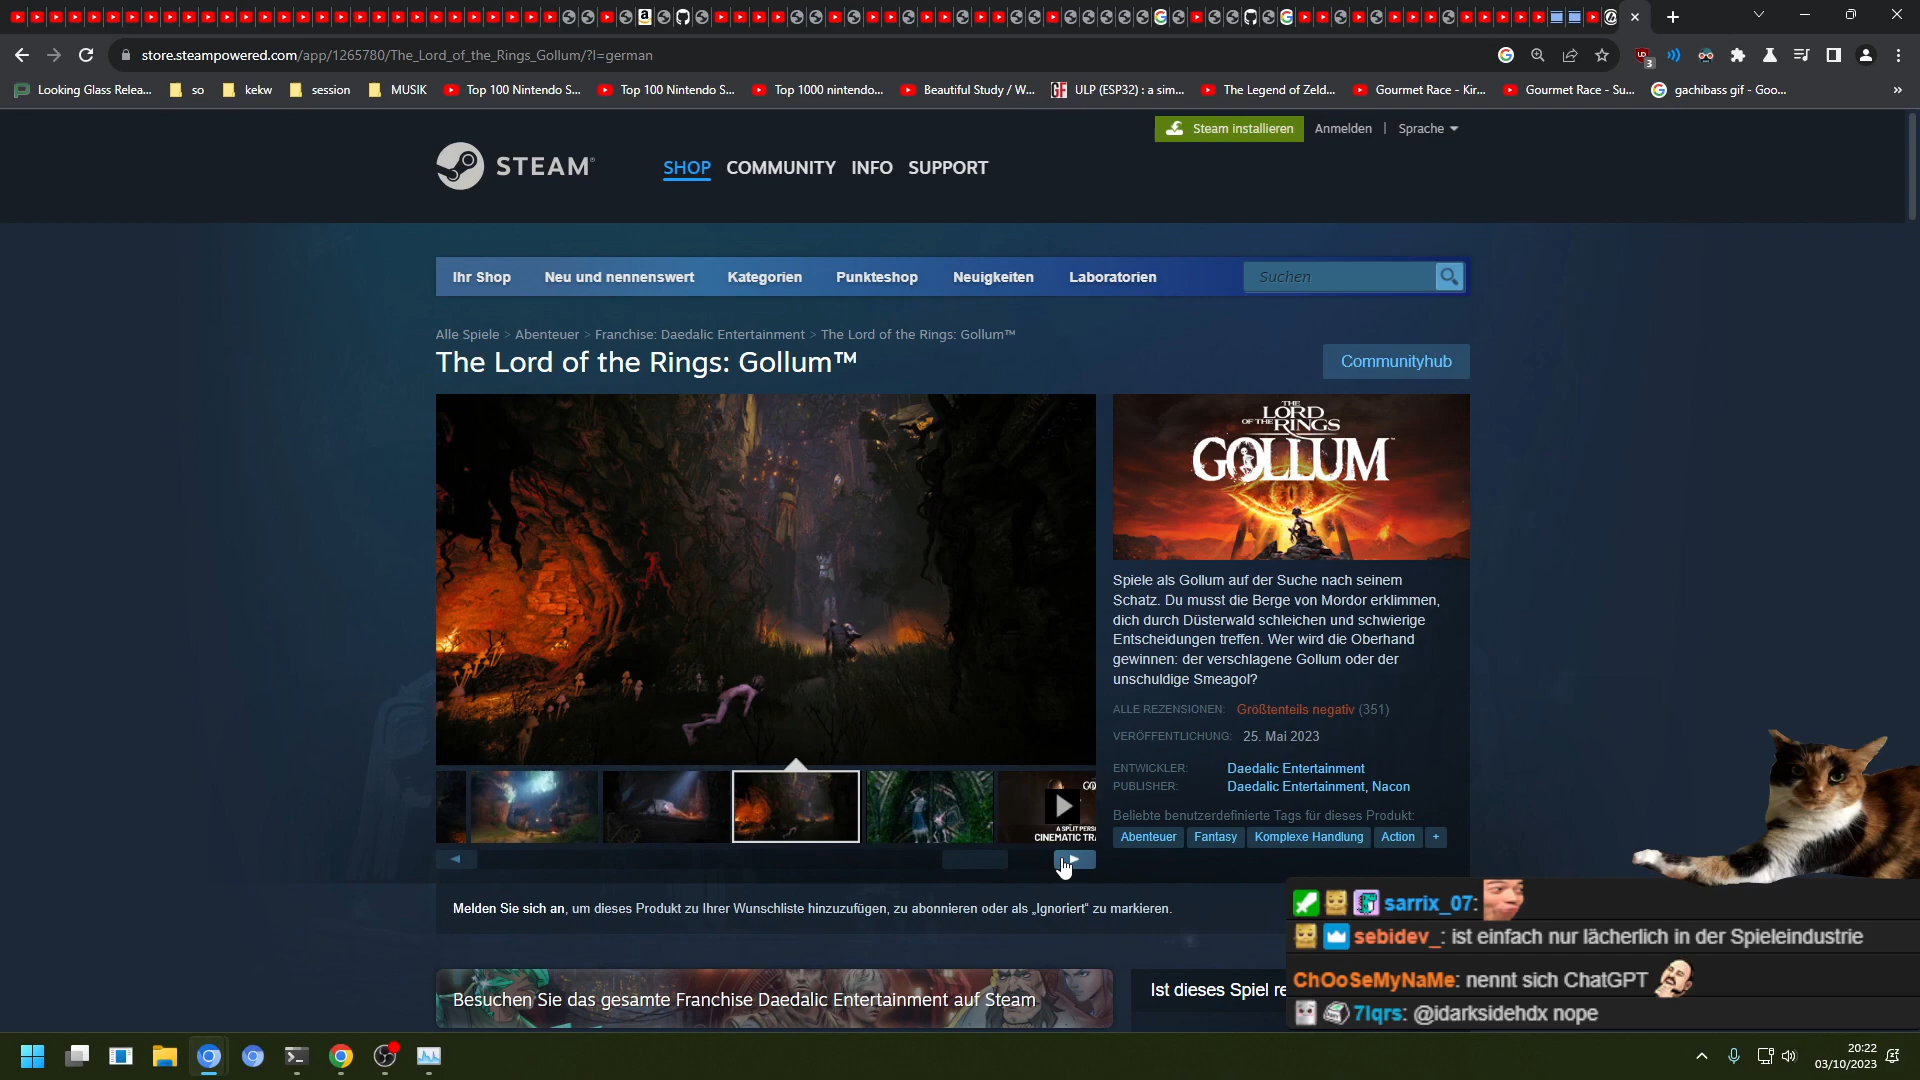 store.steampowered.com/app/1265780/The_Lord_of_the_Rings_Gollum/?l=german
Looking Glass Relea...
so
kekw
session
MUSIK
Top 100 Nintendo S...
Top 100 Nintendo S...
Top 1000 nintendo...
Beautiful Study / W...
ULP (ESP32) : a sim...
The Legend of Zeld...
Gourmet Race - Kir...
Gourmet Race - Su...
gachibass gif - Goo...
Steam installieren
Anmelden | Sprache
STEAM
SHOP COMMUNITY INFO SUPPORT
Ihr Shop Neu und nennenswert Kategorien Punkteshop Neuigkeiten Laboratorien Suchen
Alle Spiele > Abenteuer > Franchise: Daedalic Entertainment > The Lord of the Rings: Gollum™
The Lord of the Rings: Gollum™
Communityhub
THE
LORD
OF THE RINGS
GOLLUM
Spiele als Gollum auf der Suche nach seinem
Schatz. Du musst die Berge von Mordor erklimmen,
dich durch Düsterwald schleichen und schwierige
Entscheidungen treffen. Wer wird die Oberhand
gewinnen: der verschlagene Gollum oder der
unschuldige Smeagol?
ALLE REZENSIONEN: Größtenteils negativ (351)
VERÖFFENTLICHUNG: 25. Mai 2023
ENTWICKLER: Daedalic Entertainment
PUBLISHER: Daedalic Entertainment, Nacon
Beliebte benutzerdefinierte Tags für dieses Produkt:
Abenteuer Fantasy Komplexe Handlung Action +
A SPLIT PERS
CINEMATIC TRA
Melden Sie sich an, um dieses Produkt zu Ihrer Wunschliste hinzuzufügen, zu abonnieren oder als „Ignoriert“ zu markieren.
Besuchen Sie das gesamte Franchise Daedalic Entertainment auf Steam
Ist dieses Spiel re
sarrix_07:
sebidev_: ist einfach nur lächerlich in der Spieleindustrie
ChOoSeMyNaMe: nennt sich ChatGPT
7lqrs: @idarksidehdx nope
20:22
03/10/2023